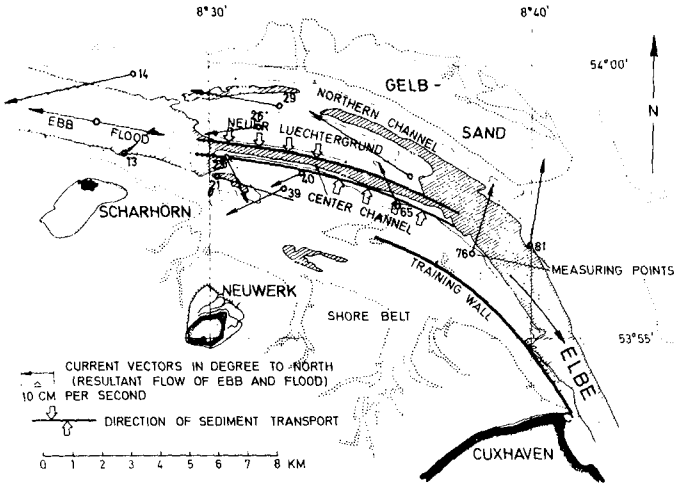 8°30' 8°40'
54°00'
14
GELB-
N
29
NORTHERN CHANNEL
SAND
EBB
FLOOD
26
NEUER LUECHTERGRUND
13
40
21
39
65
SCHARHÖRN
CENTER CHANNEL
81
76
MEASURING POINTS
NEUWERK
TRAINING WALL
SHORE BELT
53°55'
CURRENT VECTORS IN DEGREE TO NORTH
(RESULTANT FLOW OF EBB AND FLOOD)
10 CM PER SECOND
ELBE
DIRECTION OF SEDIMENT TRANSPORT
CUXHAVEN
0 1 2 3 4 5 6 7 8 KM